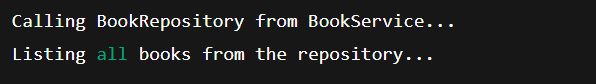 Calling BookRepository from BookService...
Listing all books from the repository...